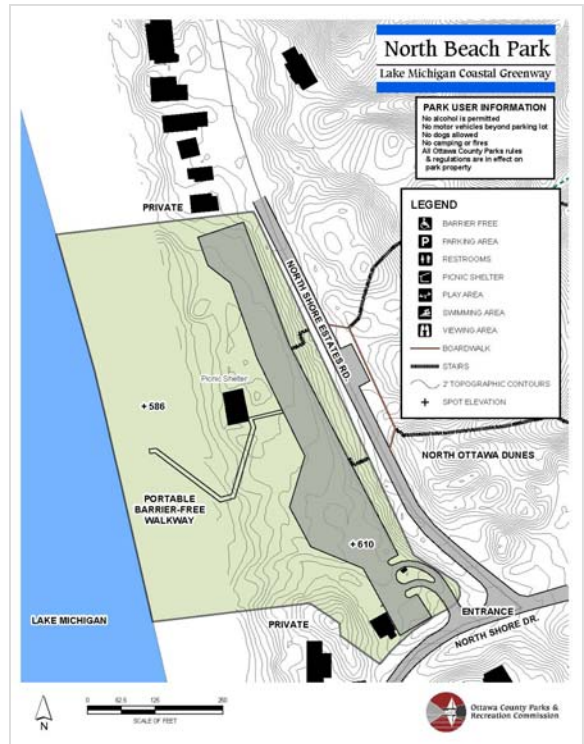 North Beach Park
Lake Michigan Coastal Greenway
PARK USER INFORMATION
No alcohol is permitted
No motor vehicles beyond parking lot
No dogs allowed
No camping or fires
All Ottawa County Parks rules
& regulations are in effect on
park property
LEGEND
BARRIER FREE
P PARKING AREA
RESTROOMS
PICNIC SHELTER
PLAY AREA
SWIMMING AREA
VIEWING AREA
BOARDWALK
STAIRS
2' TOPOGRAPHIC CONTOURS
+ SPOT ELEVATION
PRIVATE
NORTH SHORE ESTATES RD.
Picnic Shelter
+ 586
NORTH OTTAWA DUNES
PORTABLE
BARRIER-FREE
WALKWAY
+ 610
ENTRANCE
LAKE MICHIGAN
PRIVATE
NORTH SHORE DR.
N
0 62.5 125 250
SCALE OF FEET
Ottawa County Parks &
Recreation Commission